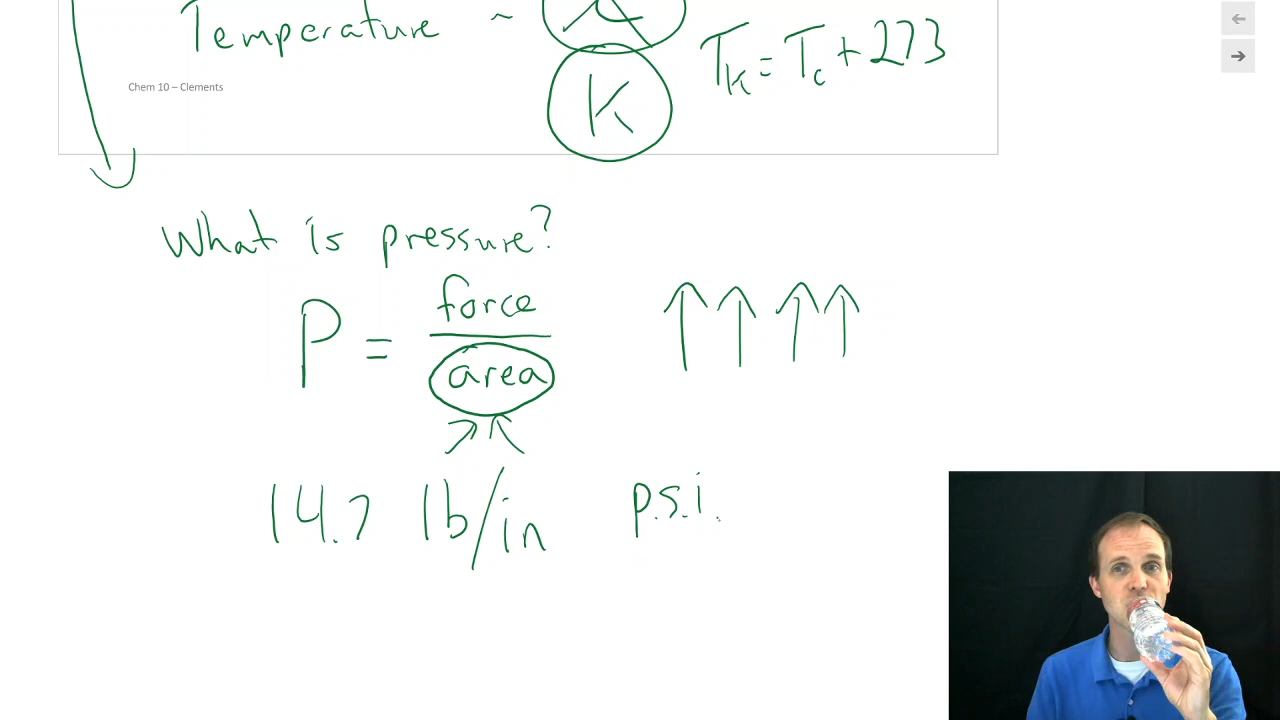 Temperature ~
K T_K = T_C + 273
Chem 10 – Clements
What is pressure?
P = force
area
14.7 lb/in p.s.i.